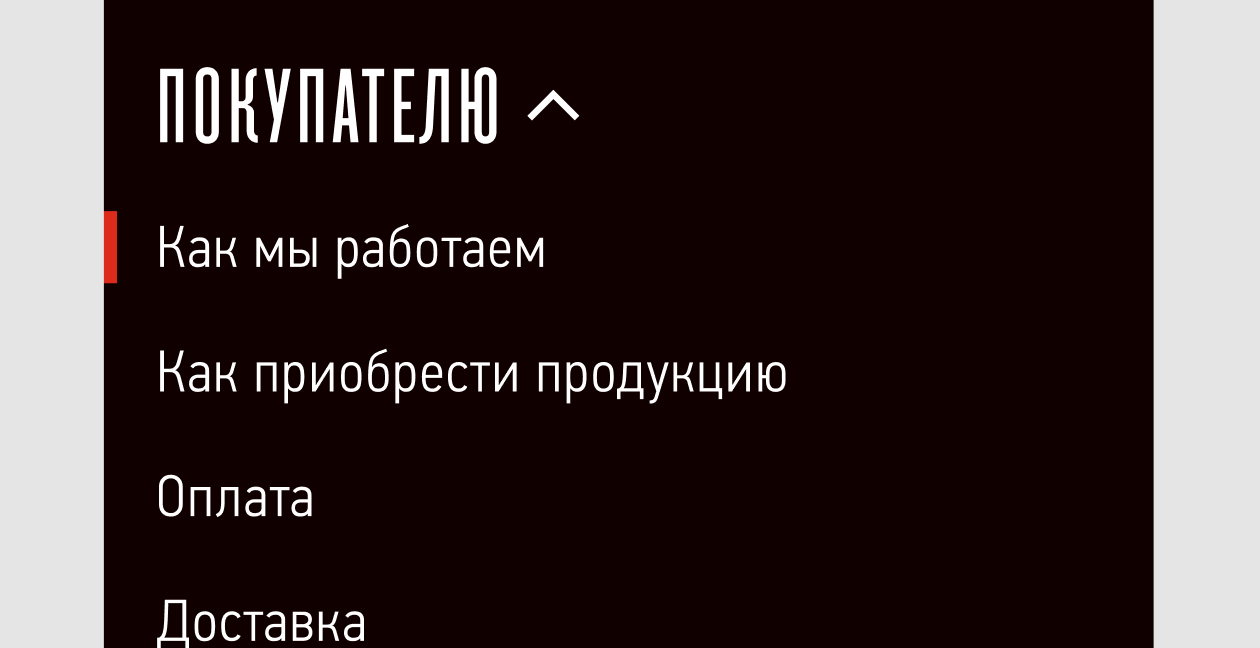 ПОКУПАТЕЛЮ
Как мы работаем
Как приобрести продукцию
Оплата
Доставка